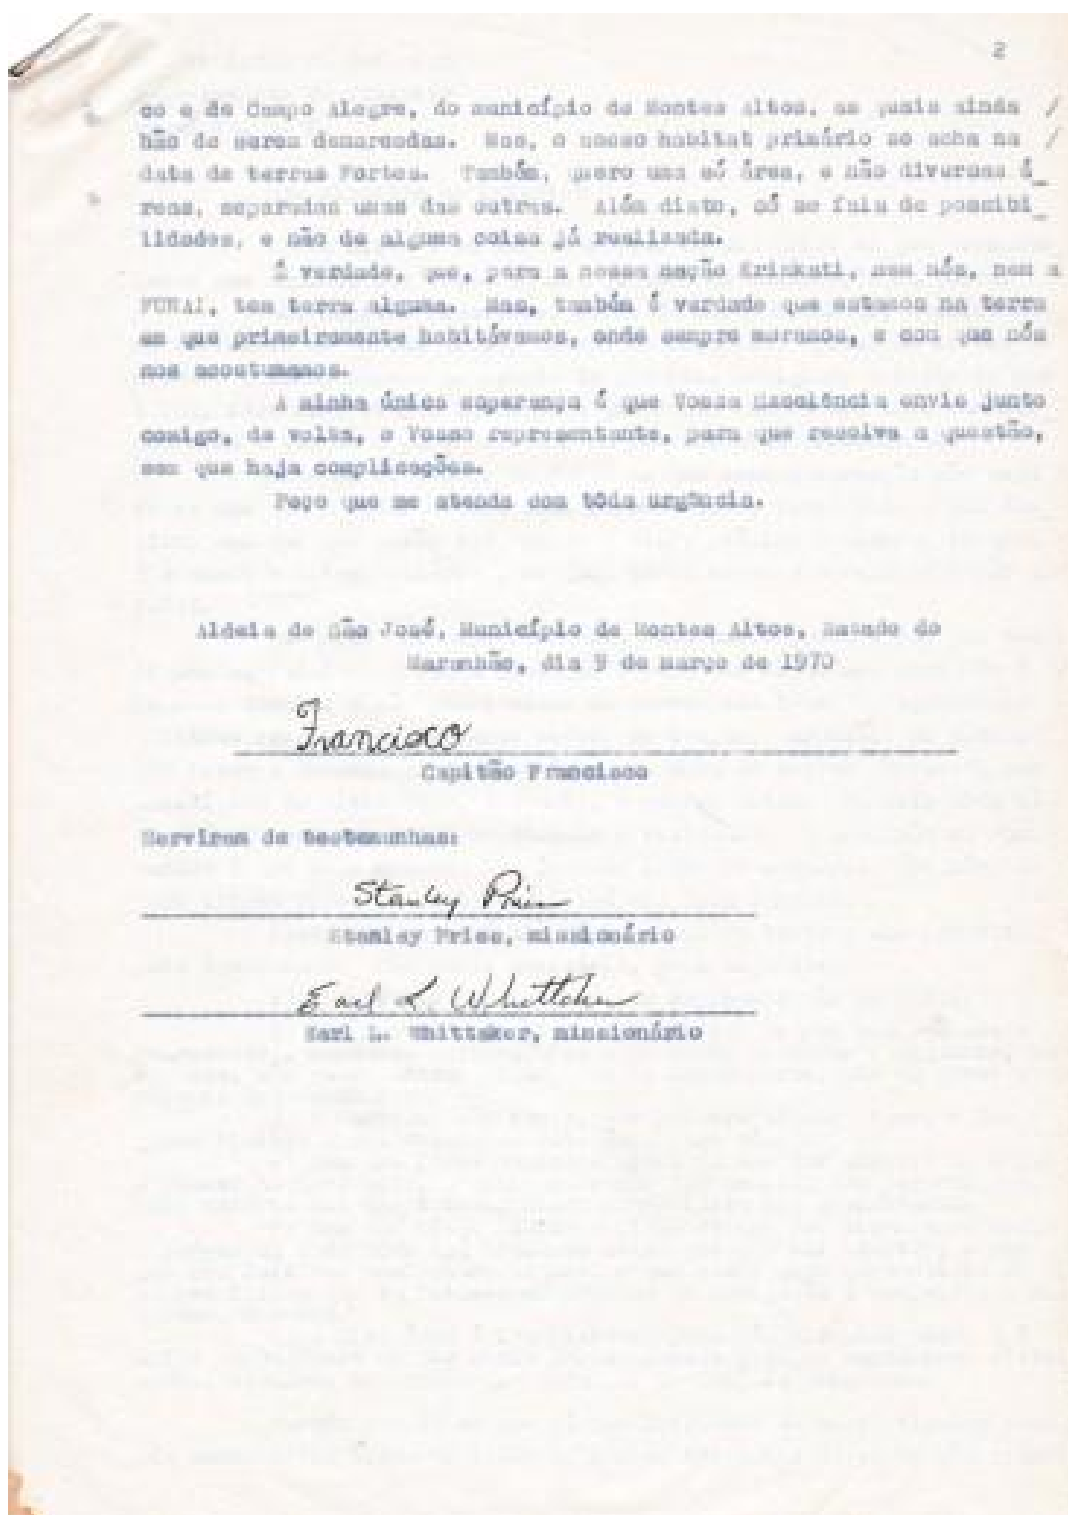 2
co e de Campo Alegre, do município de Montes Altos, as quais ainda /
hão de serem demarcadas. Mas, o nosso habitat primário se acha na /
data de terras Fortes. Também, quero uma só área, e não diversas á_
reas, separadas umas das outras. Além disto, só se fala de possibi_
lidades, e não de alguma coisa já realizada.
É verdade, que, para a nossa nação Krinkati, nem nós, nem a
FUNAI, tem terra alguma. Mas, também é verdade que estamos na terra
em que primeiramente habitávamos, onde sempre moramos, e com que nós
nos acostumamos.
A minha única esperança é que Vossa Excelência envie junto
comigo, de volta, o Vosso representante, para que resolva a questão,
sem que haja complicações.
Peço que me atenda com tôda urgência.
Aldeia de São José, Município de Montes Altos, Estado do
Maranhão, dia 9 de março de 1970
Francisco
Capitão Francisco
Serviram de testemunhas:
Stanley Pries
Stanley Pries, missionário
Earl L. Whittaker
Earl L. Whittaker, missionário